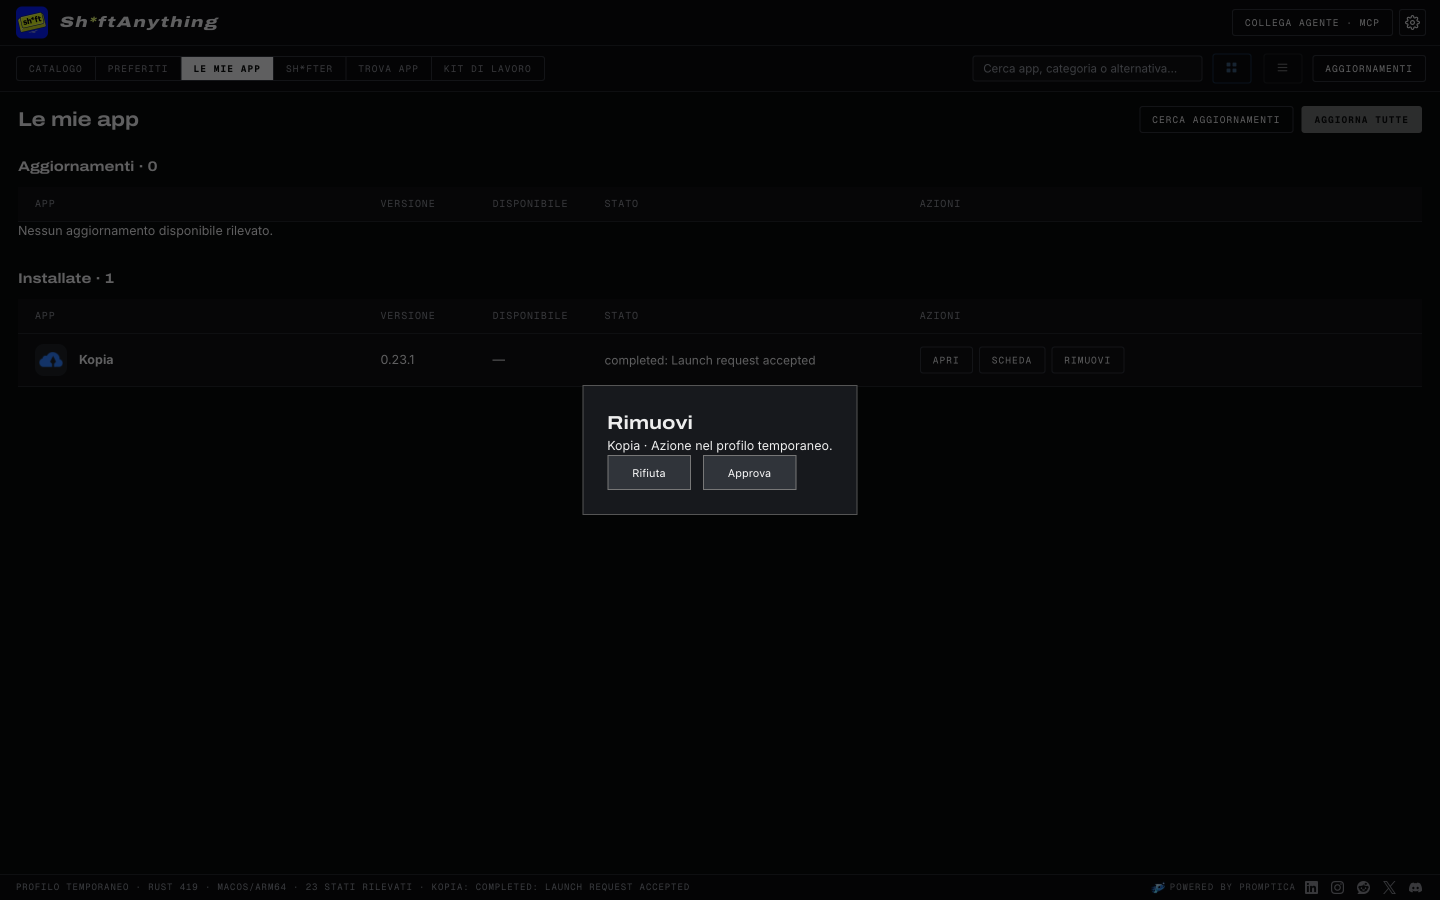 sh*ft Sh*ftAnything COLLEGA AGENTE · MCP
CATALOGO PREFERITI LE MIE APP SH*FTER TROVA APP KIT DI LAVORO Cerca app, categoria o alternativa... AGGIORNAMENTI
Le mie app CERCA AGGIORNAMENTI AGGIORNA TUTTE
Aggiornamenti · 0
APP VERSIONE DISPONIBILE STATO AZIONI
Nessun aggiornamento disponibile rilevato.
Installate · 1
APP VERSIONE DISPONIBILE STATO AZIONI
Kopia 0.23.1 — completed: Launch request accepted APRI SCHEDA RIMUOVI
Rimuovi
Kopia · Azione nel profilo temporaneo.
Rifiuta Approva
PROFILO TEMPORANEO · RUST 419 · MACOS/ARM64 · 23 STATI RILEVATI · KOPIA: COMPLETED: LAUNCH REQUEST ACCEPTED POWERED BY PROMPTICA